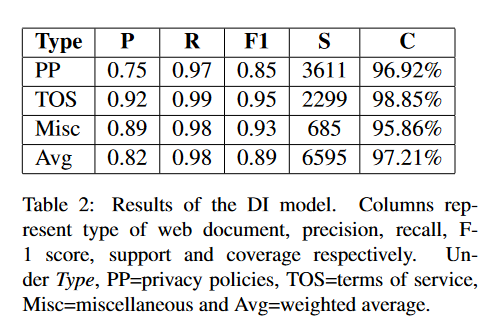 Type P R F1 S C
PP 0.75 0.97 0.85 3611 96.92%
TOS 0.92 0.99 0.95 2299 98.85%
Misc 0.89 0.98 0.93 685 95.86%
Avg 0.82 0.98 0.89 6595 97.21%
Table 2: Results of the DI model. Columns rep-
resent type of web document, precision, recall, F-
1 score, support and coverage respectively. Un-
der Type, PP=privacy policies, TOS=terms of service,
Misc=miscellaneous and Avg=weighted average.